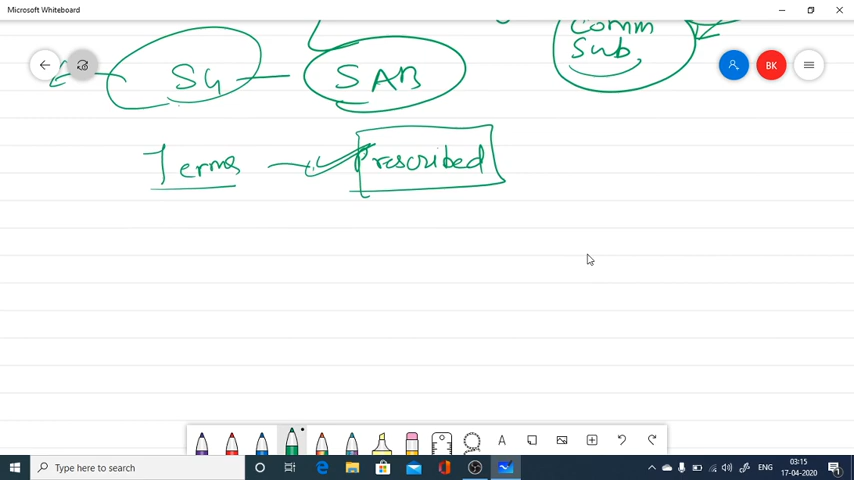 Microsoft Whiteboard
Comm
Sub
SG
SAB
BK
Terms
Prescribed
Type here to search
ENG
03:15
17-04-2020